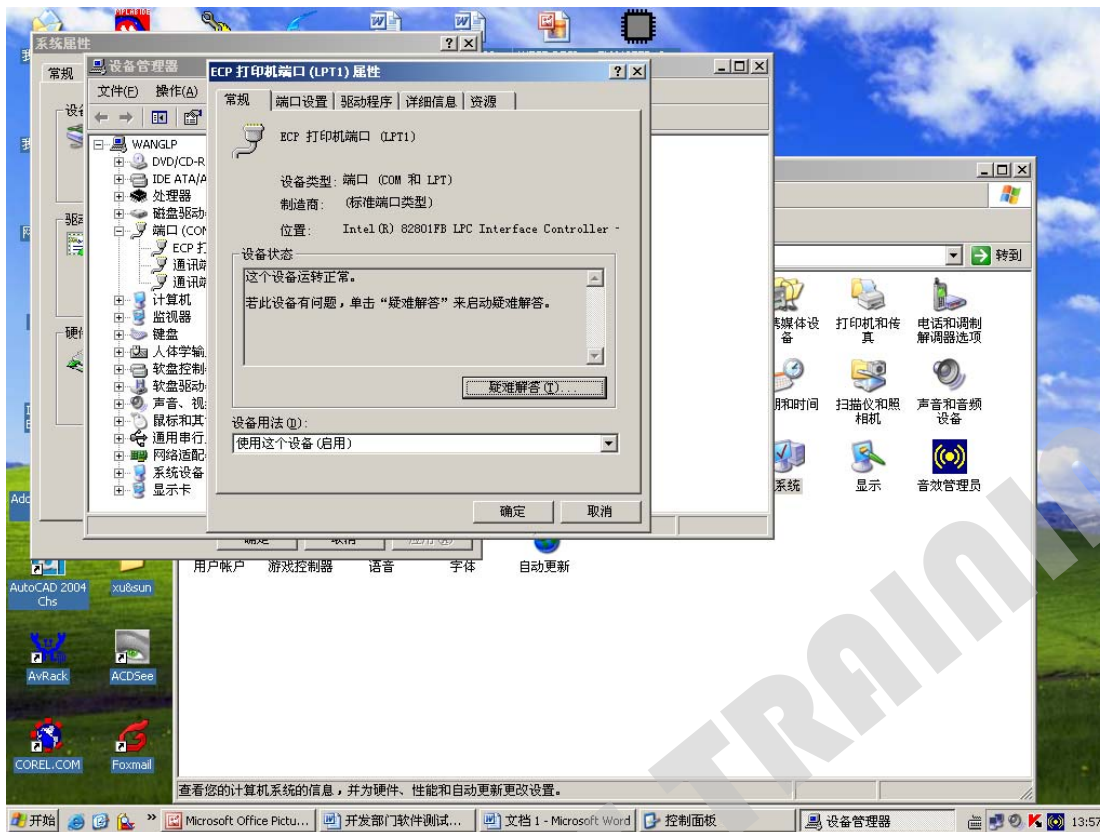 MPLAB IDE
系统属性
常规
设备管理器
文件(F) 操作(A)
WANGLP
DVD/CD-R
IDE ATA/A
处理器
磁盘驱动
端口 (COM
ECP 打
通讯端
通讯端
计算机
监视器
键盘
人体学输
软盘控制
软盘驱动
声音、视
鼠标和其
通用串行
网络适配
系统设备
显示卡
ECP 打印机端口 (LPT1) 属性
常规 端口设置 驱动程序 详细信息 资源
ECP 打印机端口 (LPT1)
设备类型: 端口 (COM 和 LPT)
制造商: (标准端口类型)
位置: Intel(R) 82801FB LPC Interface Controller -
设备状态
这个设备运转正常。
若此设备有问题，单击“疑难解答”来启动疑难解答。
疑难解答(T)...
设备用法(D):
使用这个设备(启用)
确定 取消
转到
打印机和传真
电话和调制解调器选项
扫描仪和照相机
声音和音频设备
系统
显示
音效管理员
用户帐户
游戏控制器
语音
字体
自动更新
AutoCAD 2004
Chs
xu&sun
AvRack
ACDSee
COREL.COM
Foxmail
查看您的计算机系统的信息，并为硬件、性能和自动更新更改设置。
开始
Microsoft Office Pictu...
开发部门软件测试...
文档 1 - Microsoft Word
控制面板
设备管理器
13:57
TRAINI